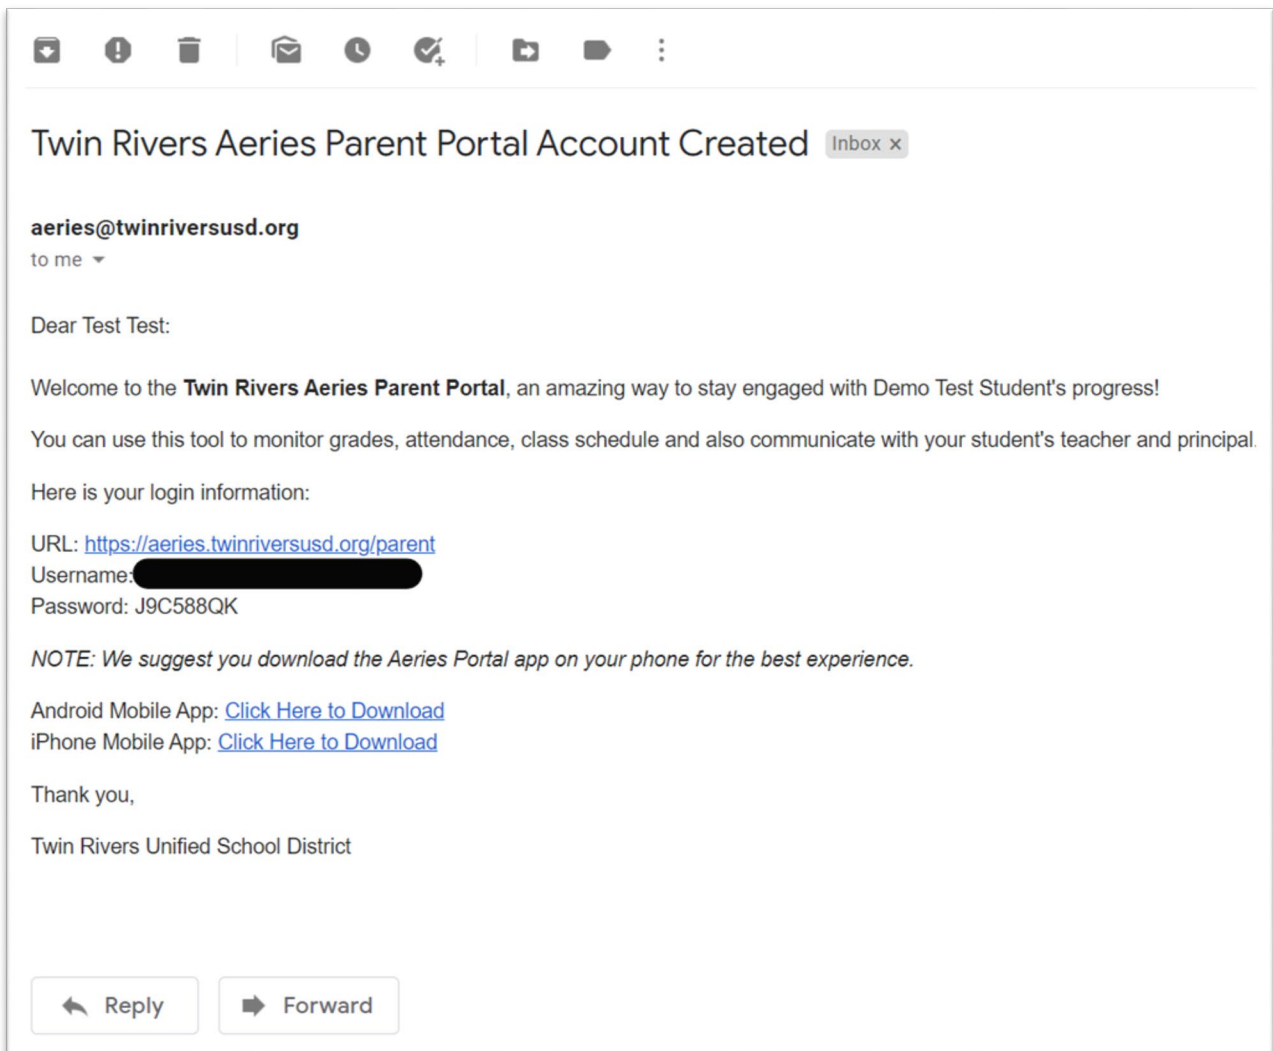 Twin Rivers Aeries Parent Portal Account Created Inbox x
aeries@twinriversusd.org
to me
Dear Test Test:
Welcome to the Twin Rivers Aeries Parent Portal, an amazing way to stay engaged with Demo Test Student's progress!
You can use this tool to monitor grades, attendance, class schedule and also communicate with your student's teacher and principal.
Here is your login information:
URL: https://aeries.twinriversusd.org/parent
Username:
Password: J9C588QK
NOTE: We suggest you download the Aeries Portal app on your phone for the best experience.
Android Mobile App: Click Here to Download
iPhone Mobile App: Click Here to Download
Thank you,
Twin Rivers Unified School District
Reply Forward